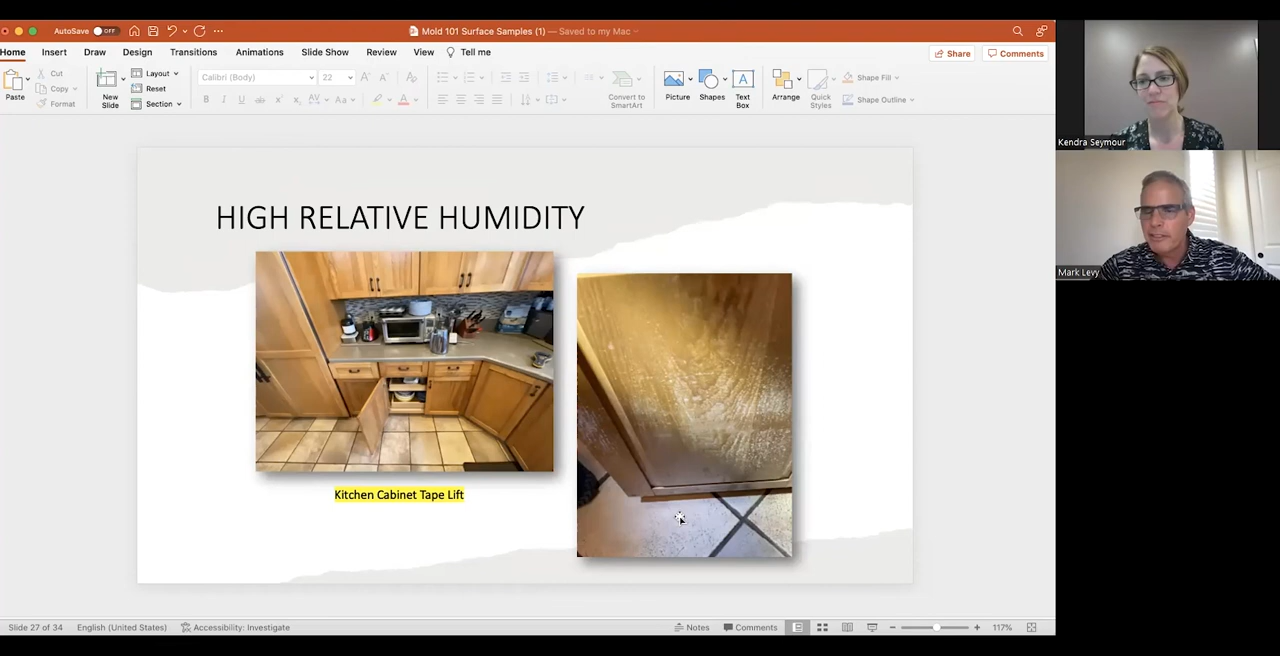 AutoSave OFF
Mold 101 Surface Samples (1) — Saved to my Mac
Home Insert Draw Design Transitions Animations Slide Show Review View Tell me
Share Comments
Paste
Cut
Copy
Format
New Slide
Layout
Reset
Section
Calibri (Body) 22
Convert to SmartArt
Picture
Shapes
Text Box
Arrange
Quick Styles
Shape Fill
Shape Outline
Kendra Seymour
Mark Levy
HIGH RELATIVE HUMIDITY
Kitchen Cabinet Tape Lift
Slide 27 of 34 English (United States) Accessibility: Investigate
Notes Comments 117%